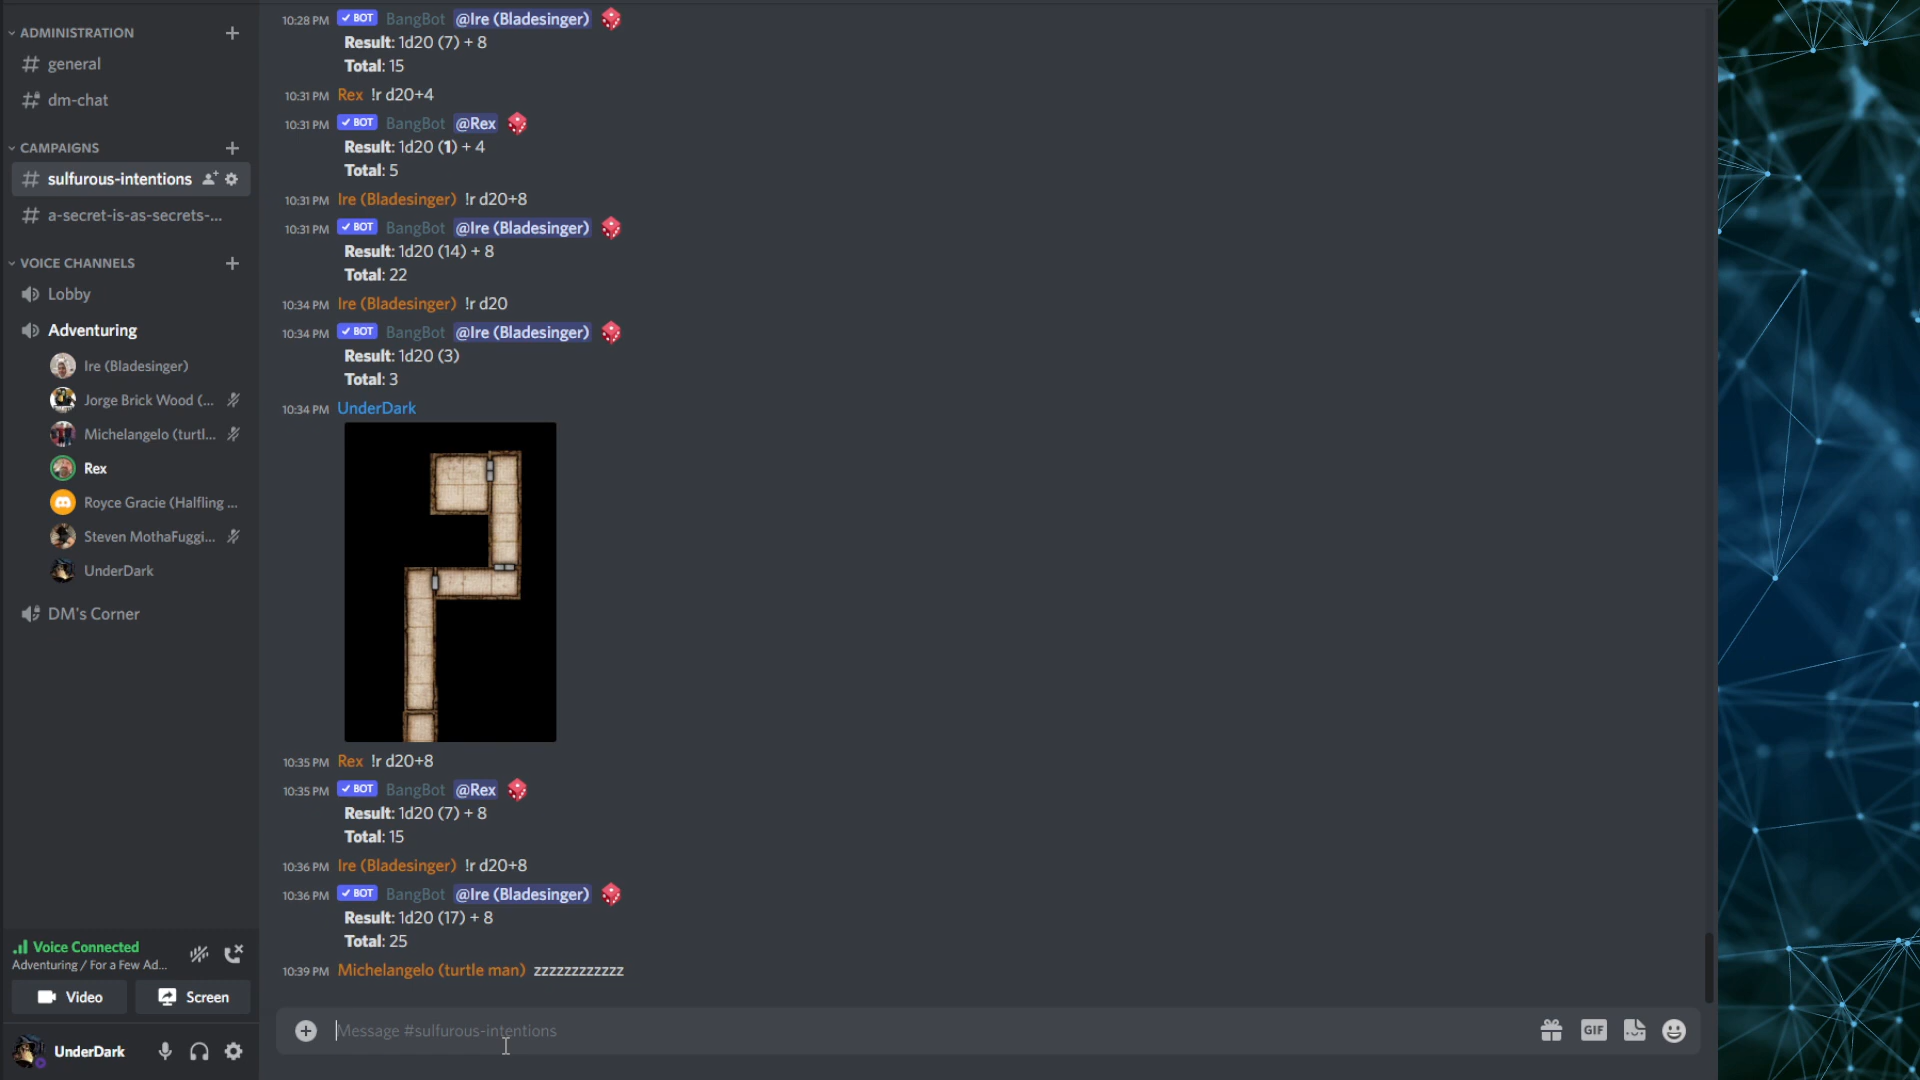 ADMINISTRATION
general
dm-chat
CAMPAIGNS
sulfurous-intentions
a-secret-is-as-secrets-...
VOICE CHANNELS
Lobby
Adventuring
Ire (Bladesinger)
Jorge Brick Wood (...
Michelangelo (turtl...
Rex
Royce Gracie (Halfling ...
Steven MothaFuggi...
UnderDark
DM's Corner
Voice Connected
Adventuring / For a Few Ad...
Video Screen
UnderDark
10:28 PM BOT BangBot @Ire (Bladesinger)
Result: 1d20 (7) + 8
Total: 15
10:31 PM Rex !r d20+4
10:31 PM BOT BangBot @Rex
Result: 1d20 (1) + 4
Total: 5
10:31 PM Ire (Bladesinger) !r d20+8
10:31 PM BOT BangBot @Ire (Bladesinger)
Result: 1d20 (14) + 8
Total: 22
10:34 PM Ire (Bladesinger) !r d20
10:34 PM BOT BangBot @Ire (Bladesinger)
Result: 1d20 (3)
Total: 3
10:34 PM UnderDark
10:35 PM Rex !r d20+8
10:35 PM BOT BangBot @Rex
Result: 1d20 (7) + 8
Total: 15
10:36 PM Ire (Bladesinger) !r d20+8
10:36 PM BOT BangBot @Ire (Bladesinger)
Result: 1d20 (17) + 8
Total: 25
10:39 PM Michelangelo (turtle man) zzzzzzzzzzzz
Message #sulfurous-intentions
GIF